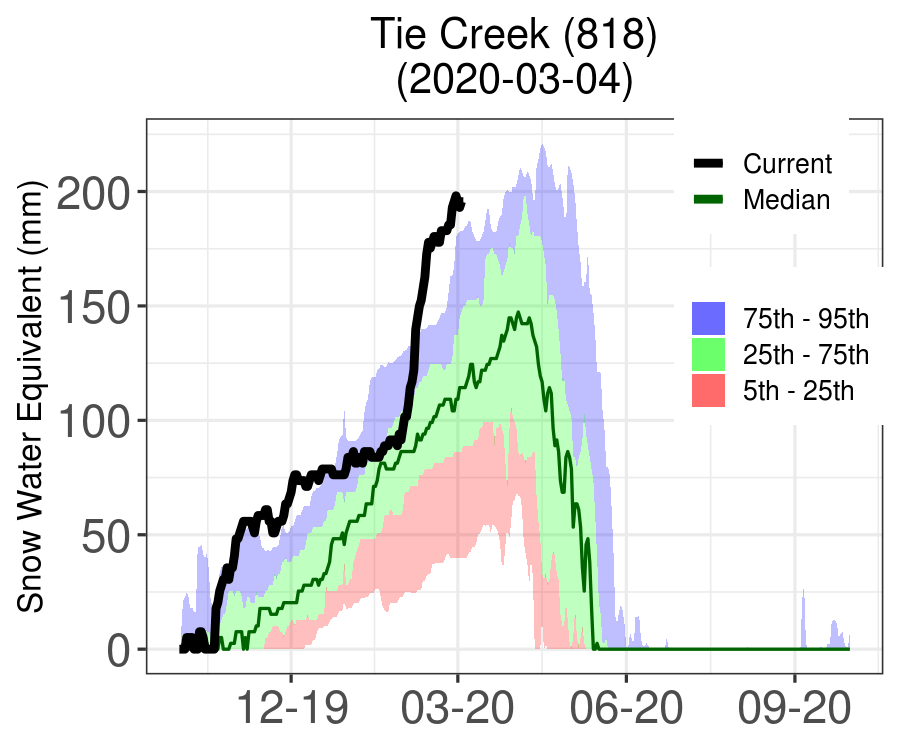 Tie Creek (818)
(2020-03-04)
Snow Water Equivalent (mm)
200
150
100
50
0
12-19
03-20
06-20
09-20
Current
Median
75th - 95th
25th - 75th
5th - 25th